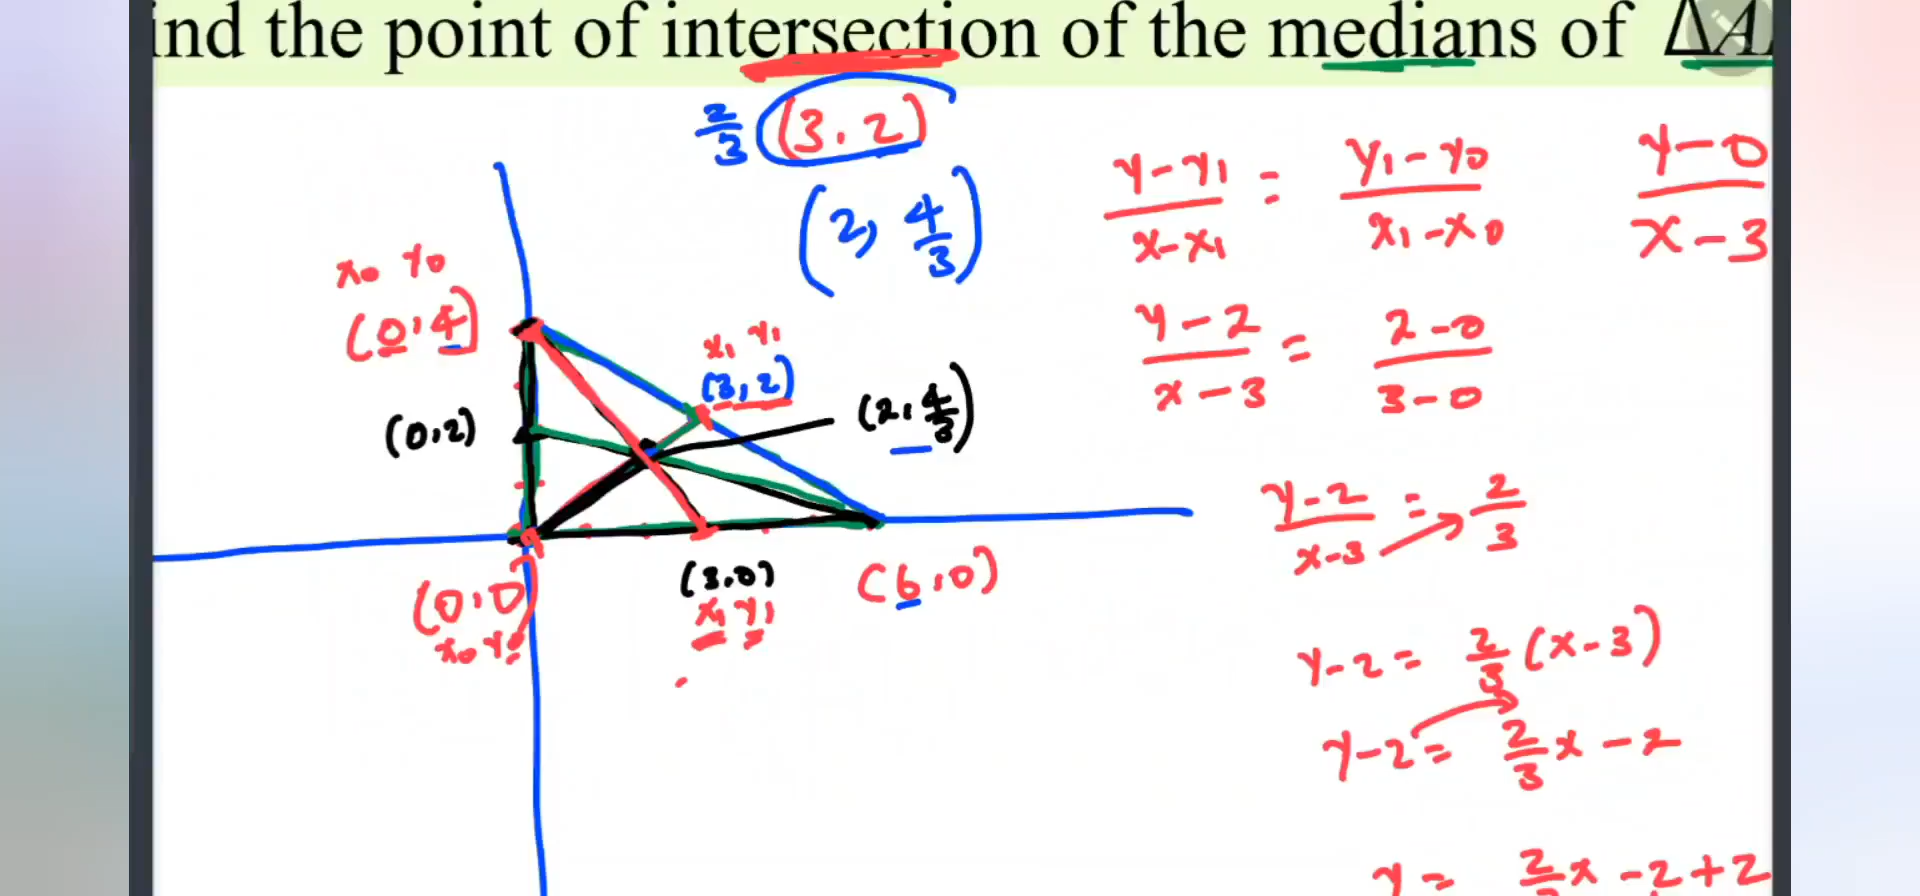 ind the point of intersection of the medians of ΔA
2/3 (3, 2)
(2, 4/3)
x0 y0
(0, 4)
x1 y1
(3, 2)
(0, 2)
(2, 4/3)
(0, 0)
x0 y0
(3, 0)
x1 y1
(6, 0)
y - y1 / x - x1 = y1 - y0 / x1 - x0
y - 0 / x - 3
y - 2 / x - 3 = 2 - 0 / 3 - 0
y - 2 / x - 3 = 2/3
y - 2 = 2/3 (x - 3)
y - 2 = 2/3 x - 2
y = 2/3 x - 2 + 2